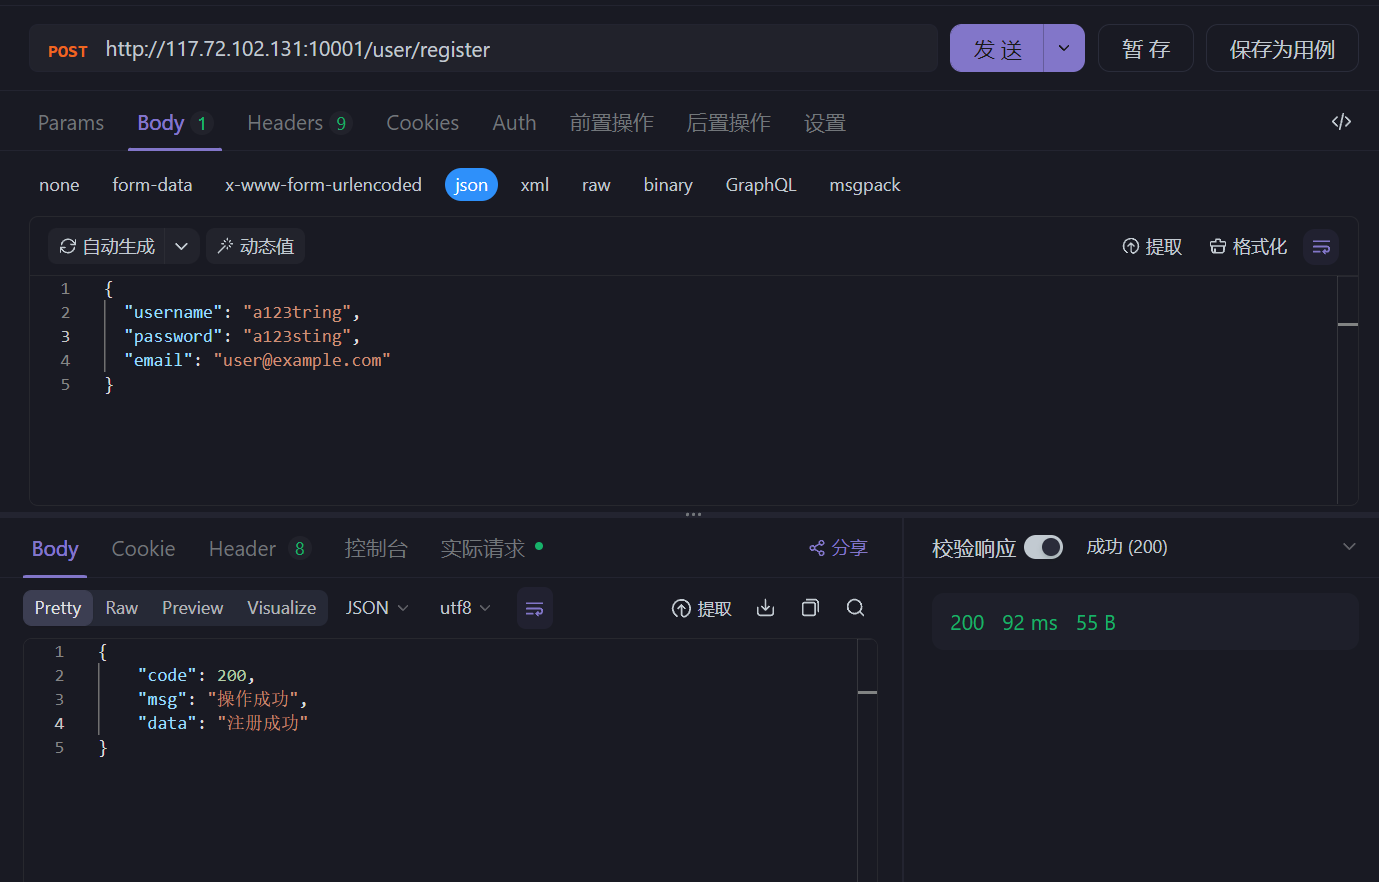 POST http://117.72.102.131:10001/user/register 发 送 暂 存 保存为用例
Params Body 1 Headers 9 Cookies Auth 前置操作 后置操作 设置 </>
none form-data x-www-form-urlencoded json xml raw binary GraphQL msgpack
自动生成 动态值 提取 格式化
1 {
2 "username": "a123tring",
3 "password": "a123sting",
4 "email": "user@example.com"
5 }
Body Cookie Header 8 控制台 实际请求 分享
Pretty Raw Preview Visualize JSON utf8 提取
1 {
2 "code": 200,
3 "msg": "操作成功",
4 "data": "注册成功"
5 }
校验响应 成功 (200)
200 92 ms 55 B